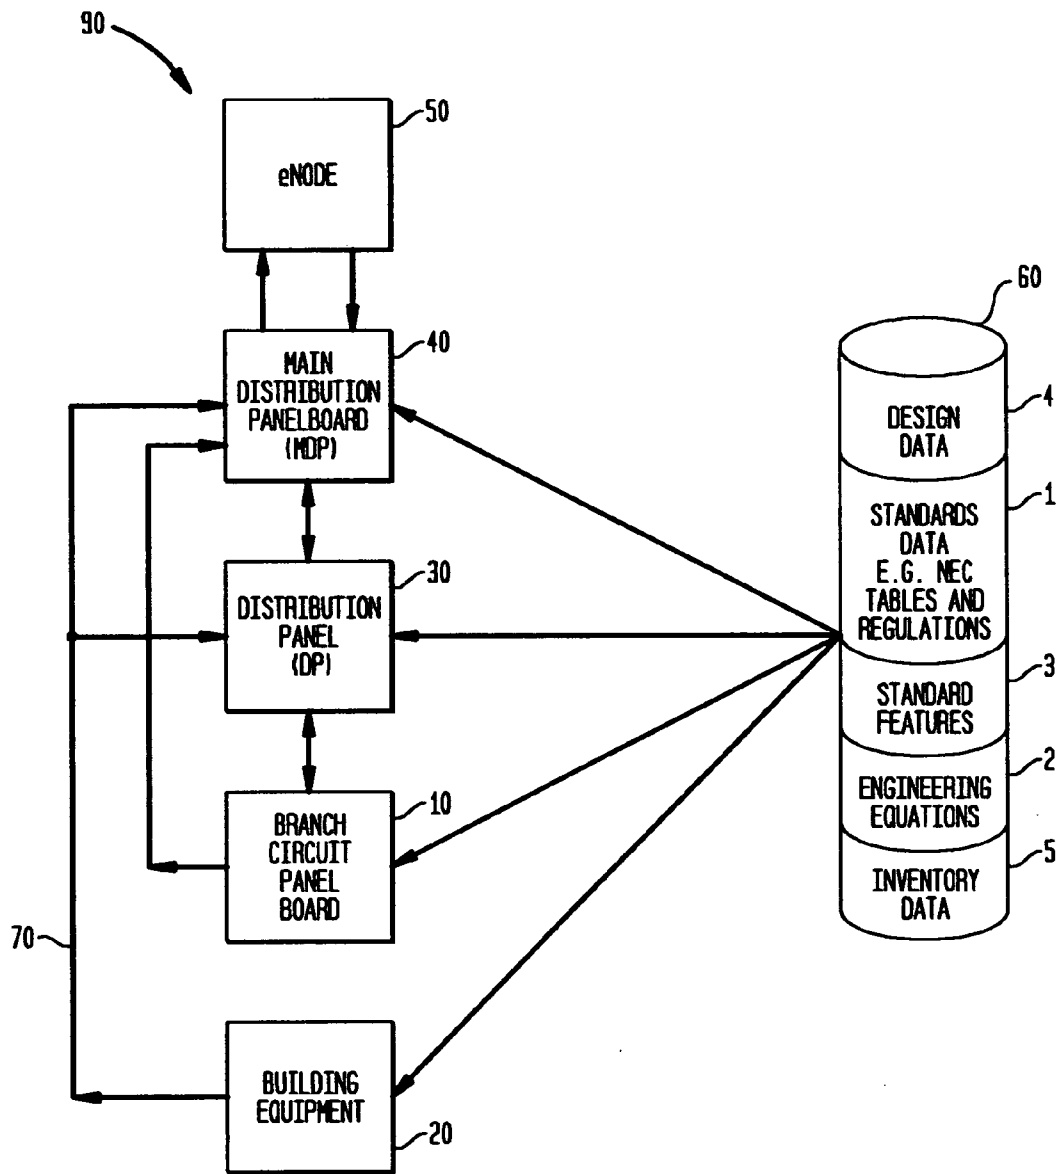 90
50
eNODE
60
40
MAIN
DISTRIBUTION
PANELBOARD
(MDP)
4
DESIGN
DATA
1
STANDARDS
DATA
E.G. NEC
TABLES AND
REGULATIONS
30
DISTRIBUTION
PANEL
(DP)
3
STANDARD
FEATURES
2
ENGINEERING
EQUATIONS
10
BRANCH
CIRCUIT
PANEL
BOARD
5
INVENTORY
DATA
70
BUILDING
EQUIPMENT
20